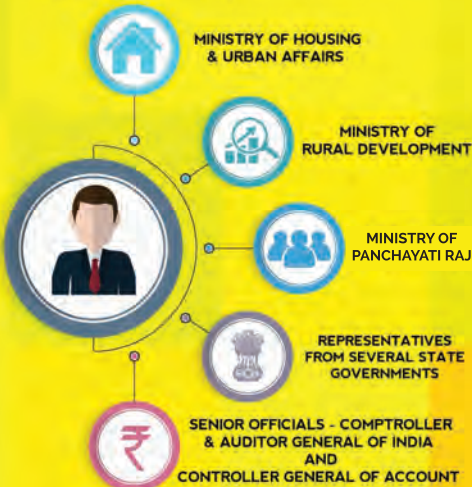 MINISTRY OF HOUSING
& URBAN AFFAIRS
MINISTRY OF
RURAL DEVELOPMENT
MINISTRY OF
PANCHAYATI RAJ
REPRESENTATIVES
FROM SEVERAL STATE
GOVERNMENTS
₹
SENIOR OFFICIALS - COMPTROLLER
& AUDITOR GENERAL OF INDIA
AND
CONTROLLER GENERAL OF ACCOUNT